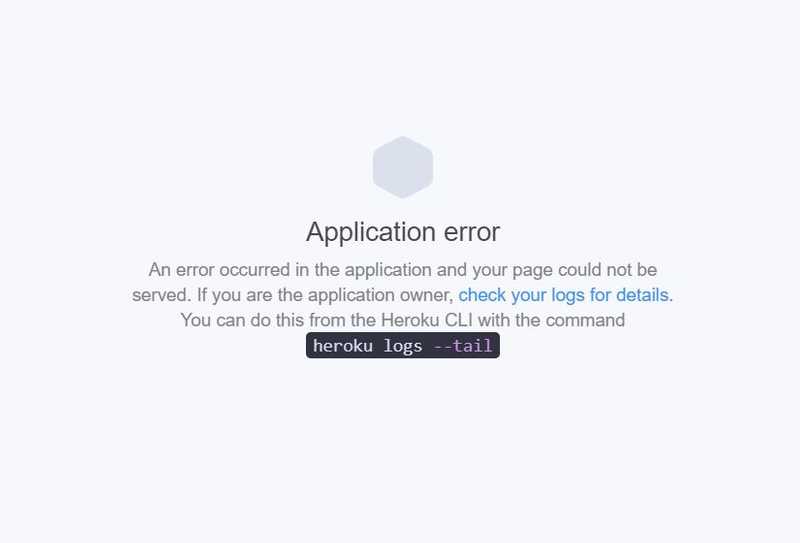 Application error
An error occurred in the application and your page could not be
served. If you are the application owner, check your logs for details.
You can do this from the Heroku CLI with the command
heroku logs --tail